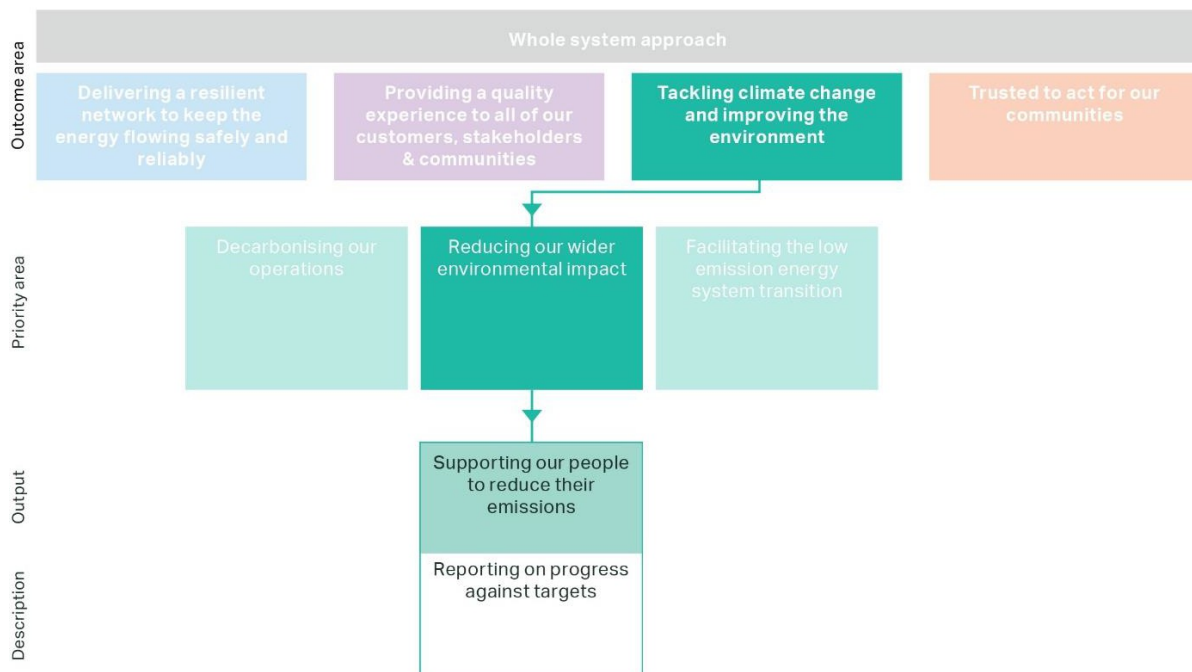 Outcome area
Whole system approach
Delivering a resilient
network to keep the
energy flowing safely and
reliably
Providing a quality
experience to all of our
customers, stakeholders
& communities
Tackling climate change
and improving the
environment
Trusted to act for our
communities
Priority area
Decarbonising our
operations
Reducing our wider
environmental impact
Facilitating the low
emission energy
system transition
Output
Supporting our people
to reduce their
emissions
Description
Reporting on progress
against targets